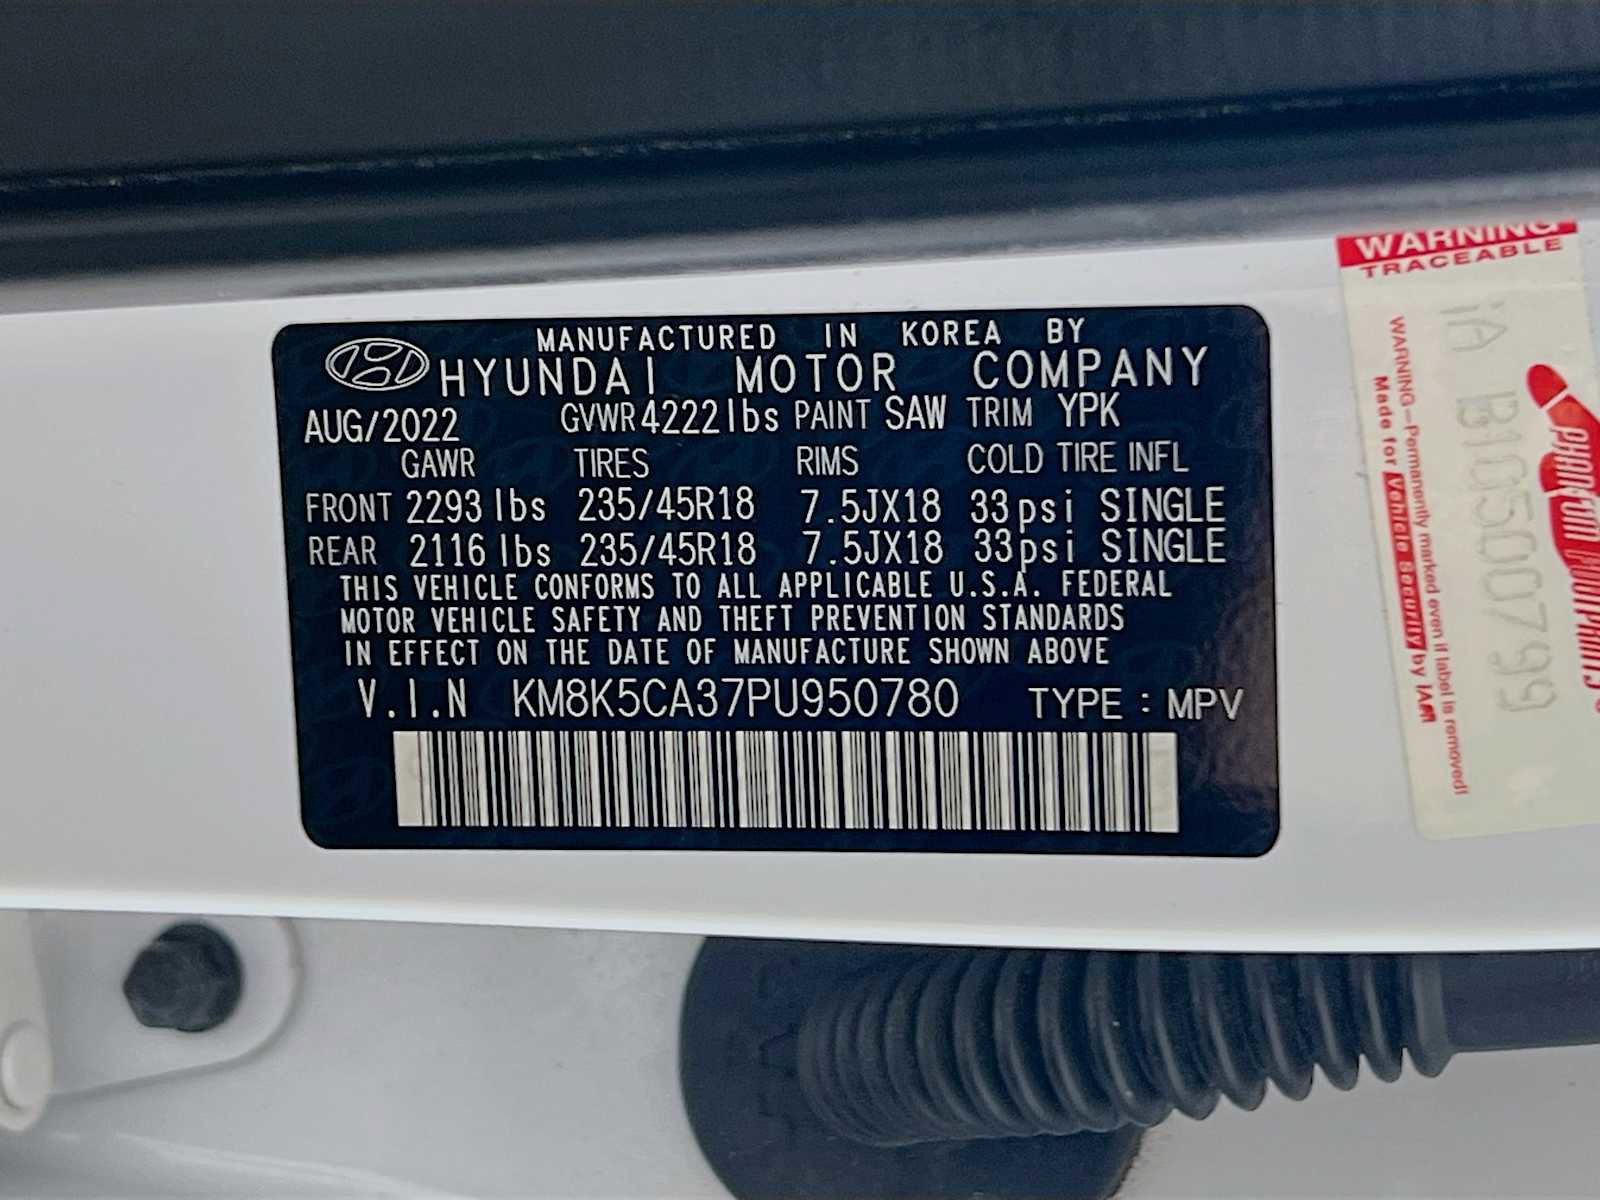 MANUFACTURED IN KOREA BY
HYUNDAI MOTOR COMPANY
AUG/2022 GVWR 4222 lbs PAINT SAW TRIM YPK
GAWR TIRES RIMS COLD TIRE INFL
FRONT 2293 lbs 235/45R18 7.5JX18 33psi SINGLE
REAR 2116 lbs 235/45R18 7.5JX18 33psi SINGLE
THIS VEHICLE CONFORMS TO ALL APPLICABLE U.S.A. FEDERAL
MOTOR VEHICLE SAFETY AND THEFT PREVENTION STANDARDS
IN EFFECT ON THE DATE OF MANUFACTURE SHOWN ABOVE
V.I.N KM8K5CA37PU950780 TYPE : MPV
WARNING
TRACEABLE
iA B10500799
PHANTOM FOOTPRINTS
WARNING—Permanently marked even if label is removed!
Made for Vehicle Security by IAM